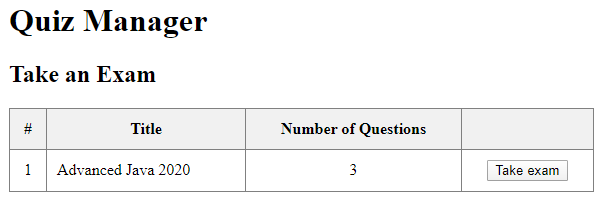 Quiz Manager
Take an Exam
# Title Number of Questions
1 Advanced Java 2020 3 Take exam